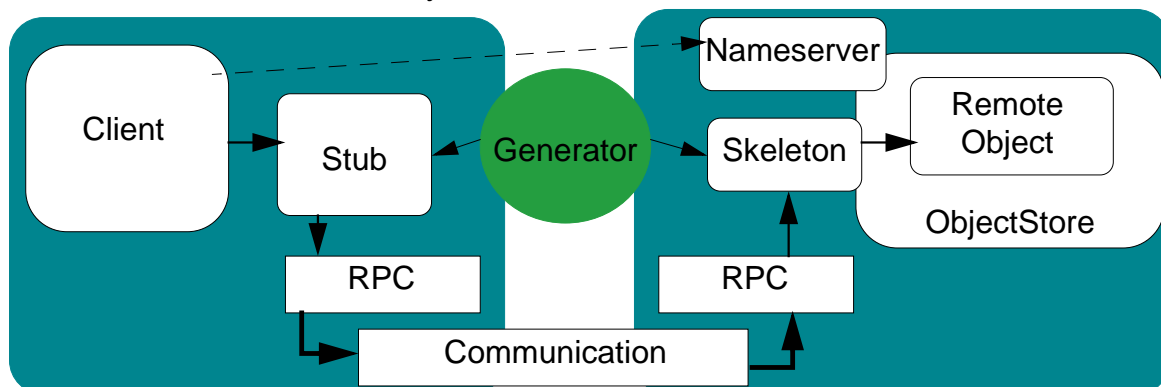 Nameserver
Client
Remote
Object
Stub
Generator
Skeleton
ObjectStore
RPC
RPC
Communication